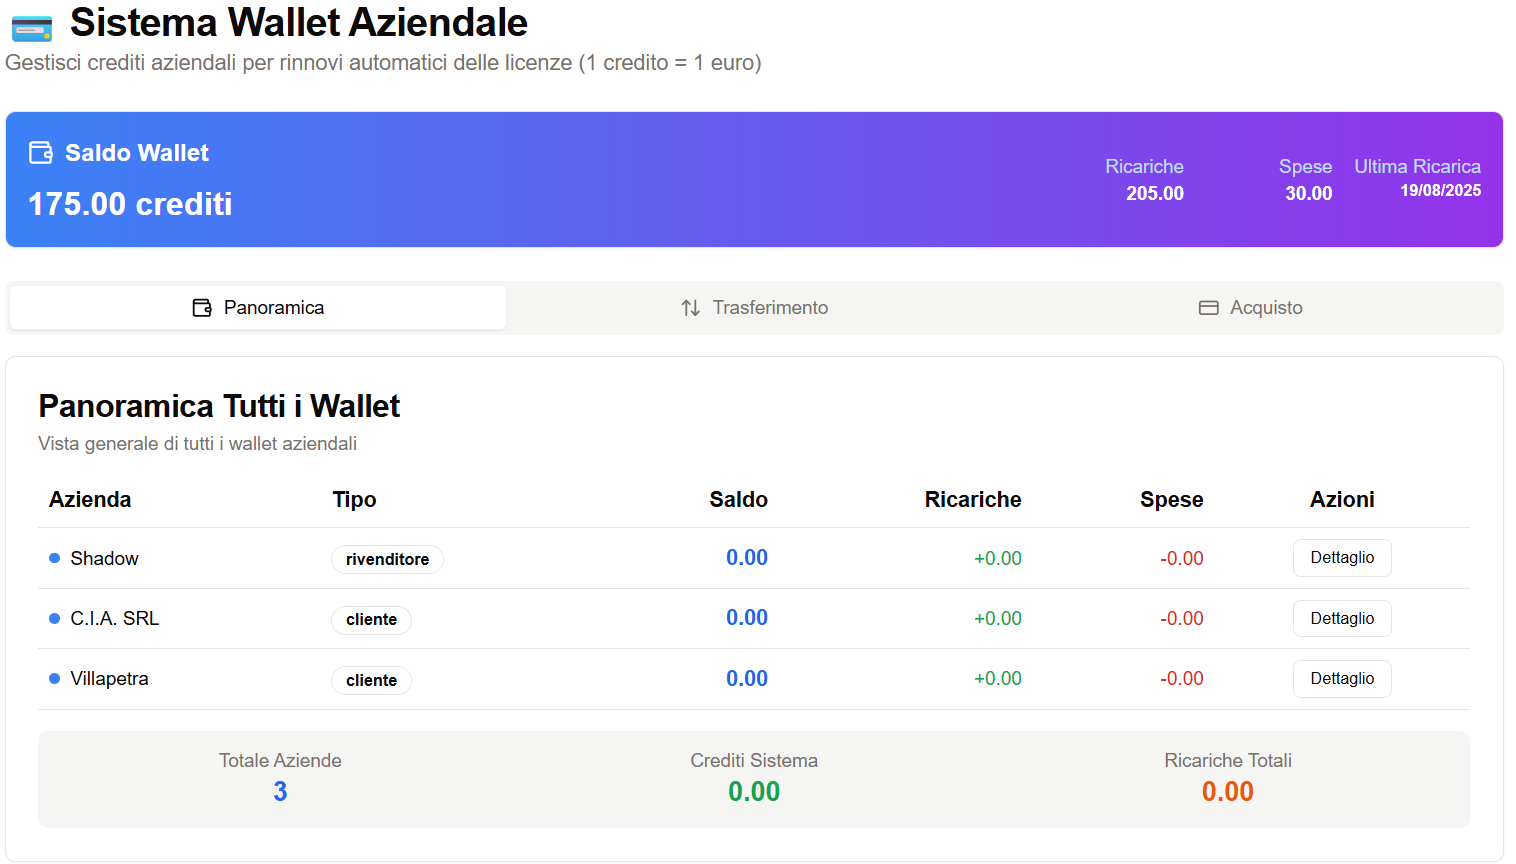 Sistema Wallet Aziendale
Gestisci crediti aziendali per rinnovi automatici delle licenze (1 credito = 1 euro)
Saldo Wallet
175.00 crediti
Ricariche
205.00
Spese
30.00
Ultima Ricarica
19/08/2025
Panoramica
Trasferimento
Acquisto
Panoramica Tutti i Wallet
Vista generale di tutti i wallet aziendali
Azienda Tipo Saldo Ricariche Spese Azioni
Shadow rivenditore 0.00 +0.00 -0.00 Dettaglio
C.I.A. SRL cliente 0.00 +0.00 -0.00 Dettaglio
Villapetra cliente 0.00 +0.00 -0.00 Dettaglio
Totale Aziende
3
Crediti Sistema
0.00
Ricariche Totali
0.00